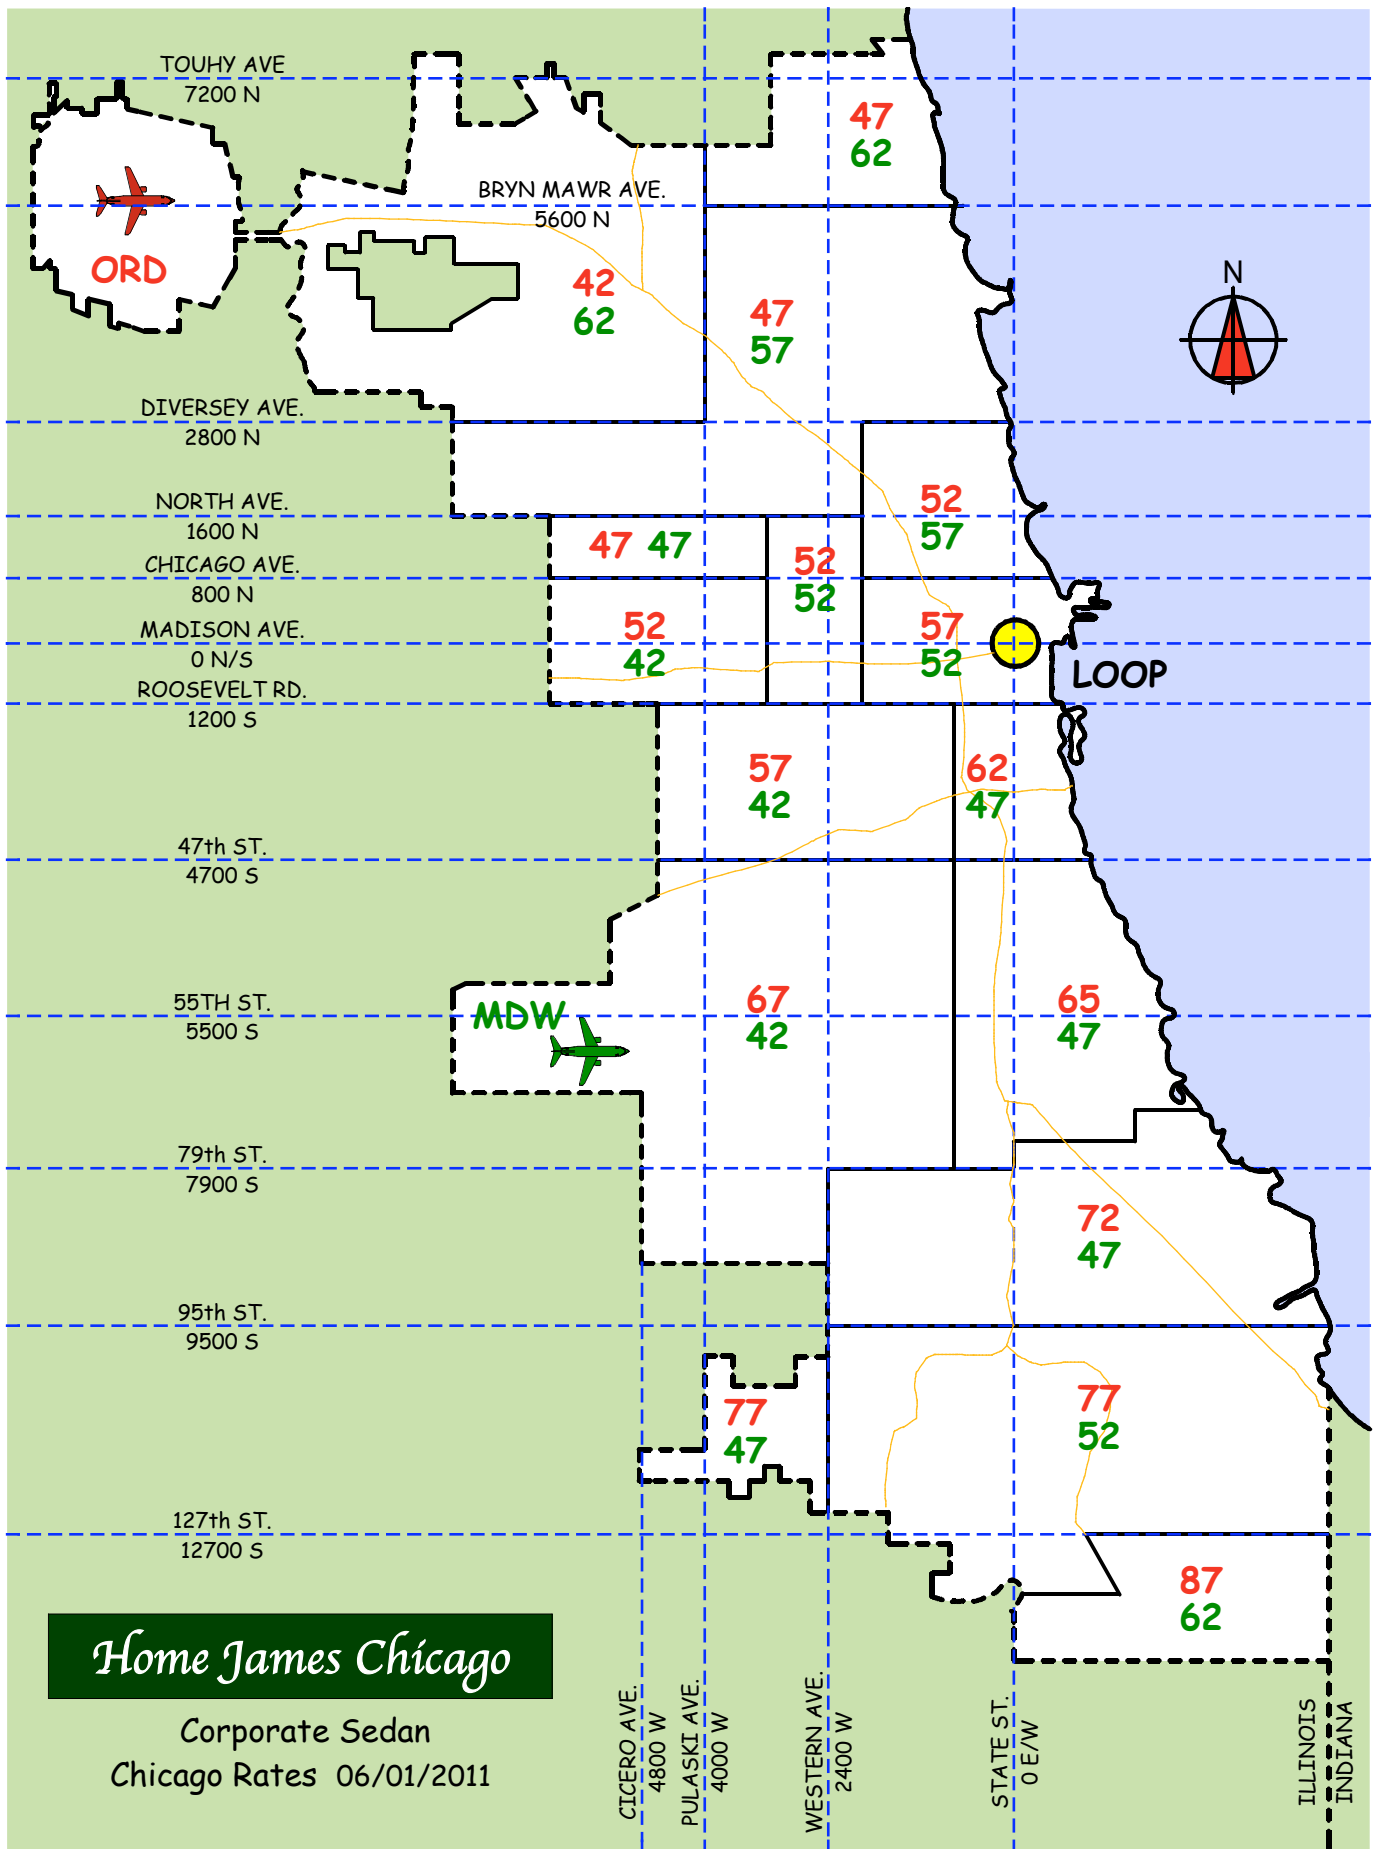 TOUHY AVE
7200 N
47
62
BRYN MAWR AVE.
5600 N
ORD
42
62
47
57
N
DIVERSEY AVE.
2800 N
NORTH AVE.
1600 N
52
57
47 47
52
52
CHICAGO AVE.
800 N
MADISON AVE.
0 N/S
52
42
57
52
LOOP
ROOSEVELT RD.
1200 S
57
42
62
47
47th ST.
4700 S
55TH ST.
5500 S
MDW
67
42
65
47
79th ST.
7900 S
72
47
95th ST.
9500 S
77
47
77
52
127th ST.
12700 S
87
62
Home James Chicago
Corporate Sedan
Chicago Rates 06/01/2011
CICERO AVE.
4800 W
PULASKI AVE.
4000 W
WESTERN AVE.
2400 W
STATE ST.
0 E/W
ILLINOIS
INDIANA